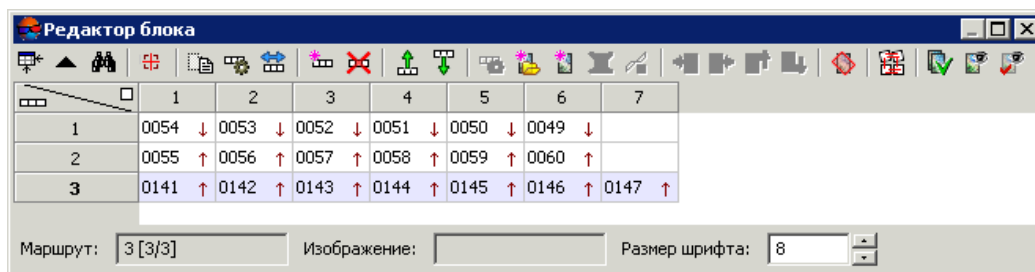 Редактор блока
1 2 3 4 5 6 7
1 0054 ↓ 0053 ↓ 0052 ↓ 0051 ↓ 0050 ↓ 0049 ↓
2 0055 ↑ 0056 ↑ 0057 ↑ 0058 ↑ 0059 ↑ 0060 ↑
3 0141 ↑ 0142 ↑ 0143 ↑ 0144 ↑ 0145 ↑ 0146 ↑ 0147 ↑
Маршрут: 3 [3/3] Изображение: Размер шрифта: 8